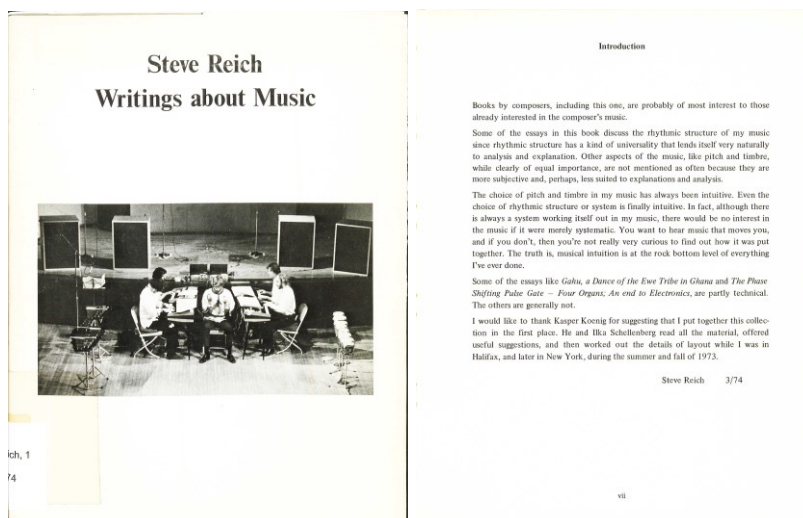 Steve Reich
Writings about Music
ich, 1
74
Introduction
Books by composers, including this one, are probably of most interest to those
already interested in the composer's music.
Some of the essays in this book discuss the rhythmic structure of my music
since rhythmic structure has a kind of universality that lends itself very naturally
to analysis and explanation. Other aspects of the music, like pitch and timbre,
while clearly of equal importance, are not mentioned as often because they are
more subjective and, perhaps, less suited to explanations and analysis.
The choice of pitch and timbre in my music has always been intuitive. Even the
choice of rhythmic structure or system is finally intuitive. In fact, although there
is always a system working itself out in my music, there would be no interest in
the music if it were merely systematic. You want to hear music that moves you,
and if you don't, then you're not really very curious to find out how it was put
together. The truth is, musical intuition is at the rock bottom level of everything
I've ever done.
Some of the essays like Gahu, a Dance of the Ewe Tribe in Ghana and The Phase
Shifting Pulse Gate – Four Organs; An end to Electronics, are partly technical.
The others are generally not.
I would like to thank Kasper Koenig for suggesting that I put together this collec-
tion in the first place. He and Ilka Schellenberg read all the material, offered
useful suggestions, and then worked out the details of layout while I was in
Halifax, and later in New York, during the summer and fall of 1973.
Steve Reich 3/74
vii